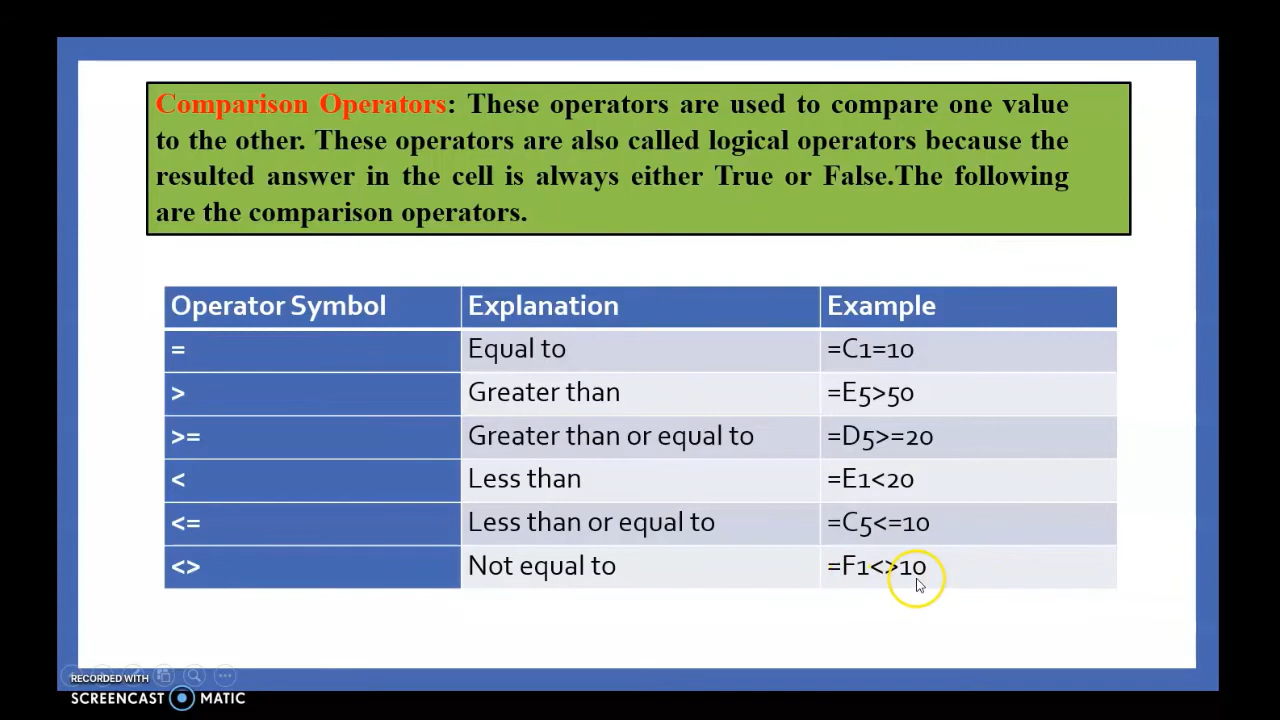 Comparison Operators: These operators are used to compare one value
to the other. These operators are also called logical operators because the
resulted answer in the cell is always either True or False.The following
are the comparison operators.
Operator Symbol Explanation Example
= Equal to =C1=10
> Greater than =E5>50
>= Greater than or equal to =D5>=20
< Less than =E1<20
<= Less than or equal to =C5<=10
<> Not equal to =F1<>10
RECORDED WITH
SCREENCAST MATIC